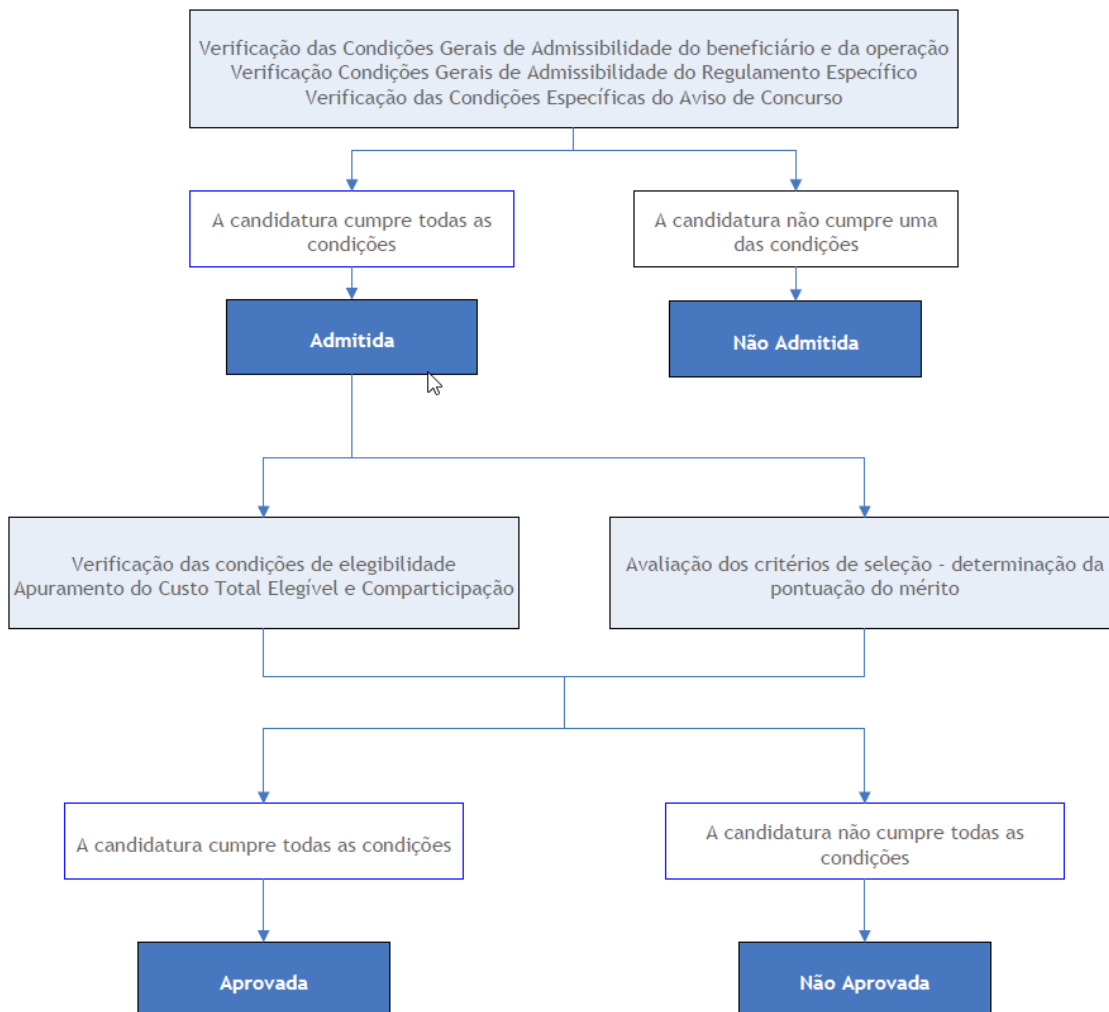 Verificação das Condições Gerais de Admissibilidade do beneficiário e da operação
Verificação Condições Gerais de Admissibilidade do Regulamento Específico
Verificação das Condições Específicas do Aviso de Concurso
A candidatura cumpre todas as
condições
A candidatura não cumpre uma
das condições
Admitida
Não Admitida
Verificação das condições de elegibilidade
Apuramento do Custo Total Elegível e Comparticipação
Avaliação dos critérios de seleção - determinação da
pontuação do mérito
A candidatura cumpre todas as condições
A candidatura não cumpre todas as
condições
Aprovada
Não Aprovada